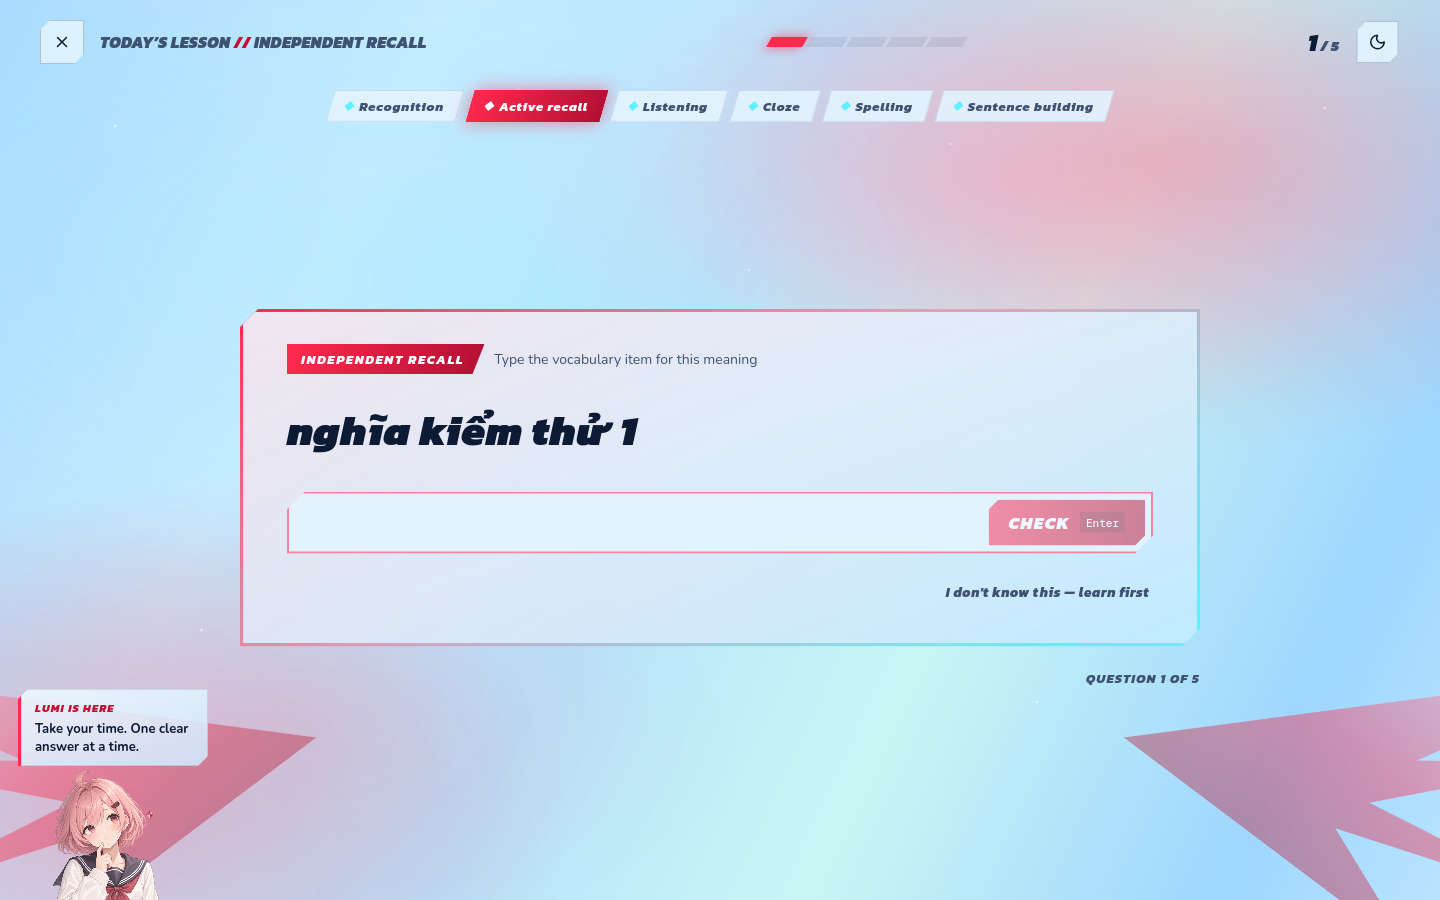 TODAY'S LESSON // INDEPENDENT RECALL
1 / 5
Recognition
Active recall
Listening
Cloze
Spelling
Sentence building
INDEPENDENT RECALL
Type the vocabulary item for this meaning
nghĩa kiểm thử 1
CHECK Enter
I don't know this — learn first
QUESTION 1 OF 5
LUMI IS HERE
Take your time. One clear
answer at a time.